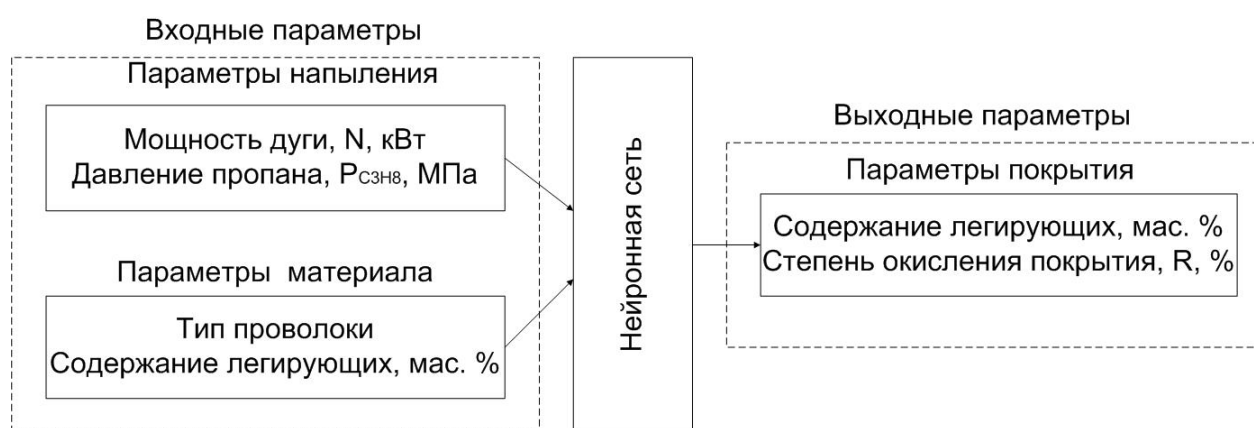 Входные параметры
Параметры напыления
Мощность дуги, N, кВт
Давление пропана, PC3H8, МПа
Параметры материала
Тип проволоки
Содержание легирующих, мас. %
Нейронная сеть
Выходные параметры
Параметры покрытия
Содержание легирующих, мас. %
Степень окисления покрытия, R, %